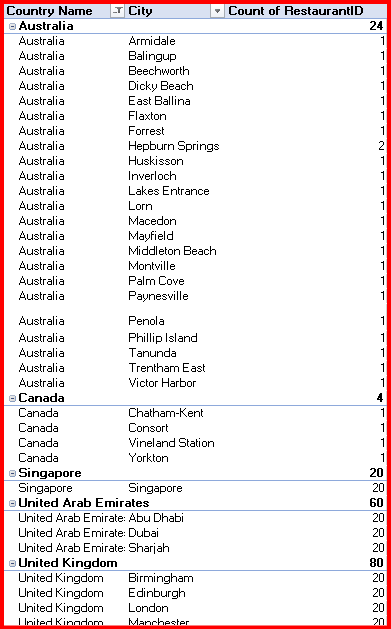 Country Name City Count of RestaurantID
Australia 24
Australia Armidale 1
Australia Balingup 1
Australia Beechworth 1
Australia Dicky Beach 1
Australia East Ballina 1
Australia Flaxton 1
Australia Forrest 1
Australia Hepburn Springs 2
Australia Huskisson 1
Australia Inverloch 1
Australia Lakes Entrance 1
Australia Lorn 1
Australia Macedon 1
Australia Mayfield 1
Australia Middleton Beach 1
Australia Montville 1
Australia Palm Cove 1
Australia Paynesville 1
Australia Penola 1
Australia Phillip Island 1
Australia Tanunda 1
Australia Trentham East 1
Australia Victor Harbor 1
Canada 4
Canada Chatham-Kent 1
Canada Consort 1
Canada Vineland Station 1
Canada Yorkton 1
Singapore 20
Singapore Singapore 20
United Arab Emirates 60
United Arab Emirate Abu Dhabi 20
United Arab Emirate Dubai 20
United Arab Emirate Sharjah 20
United Kingdom 80
United Kingdom Birmingham 20
United Kingdom Edinburgh 20
United Kingdom London 20
United Kingdom Manchester 20